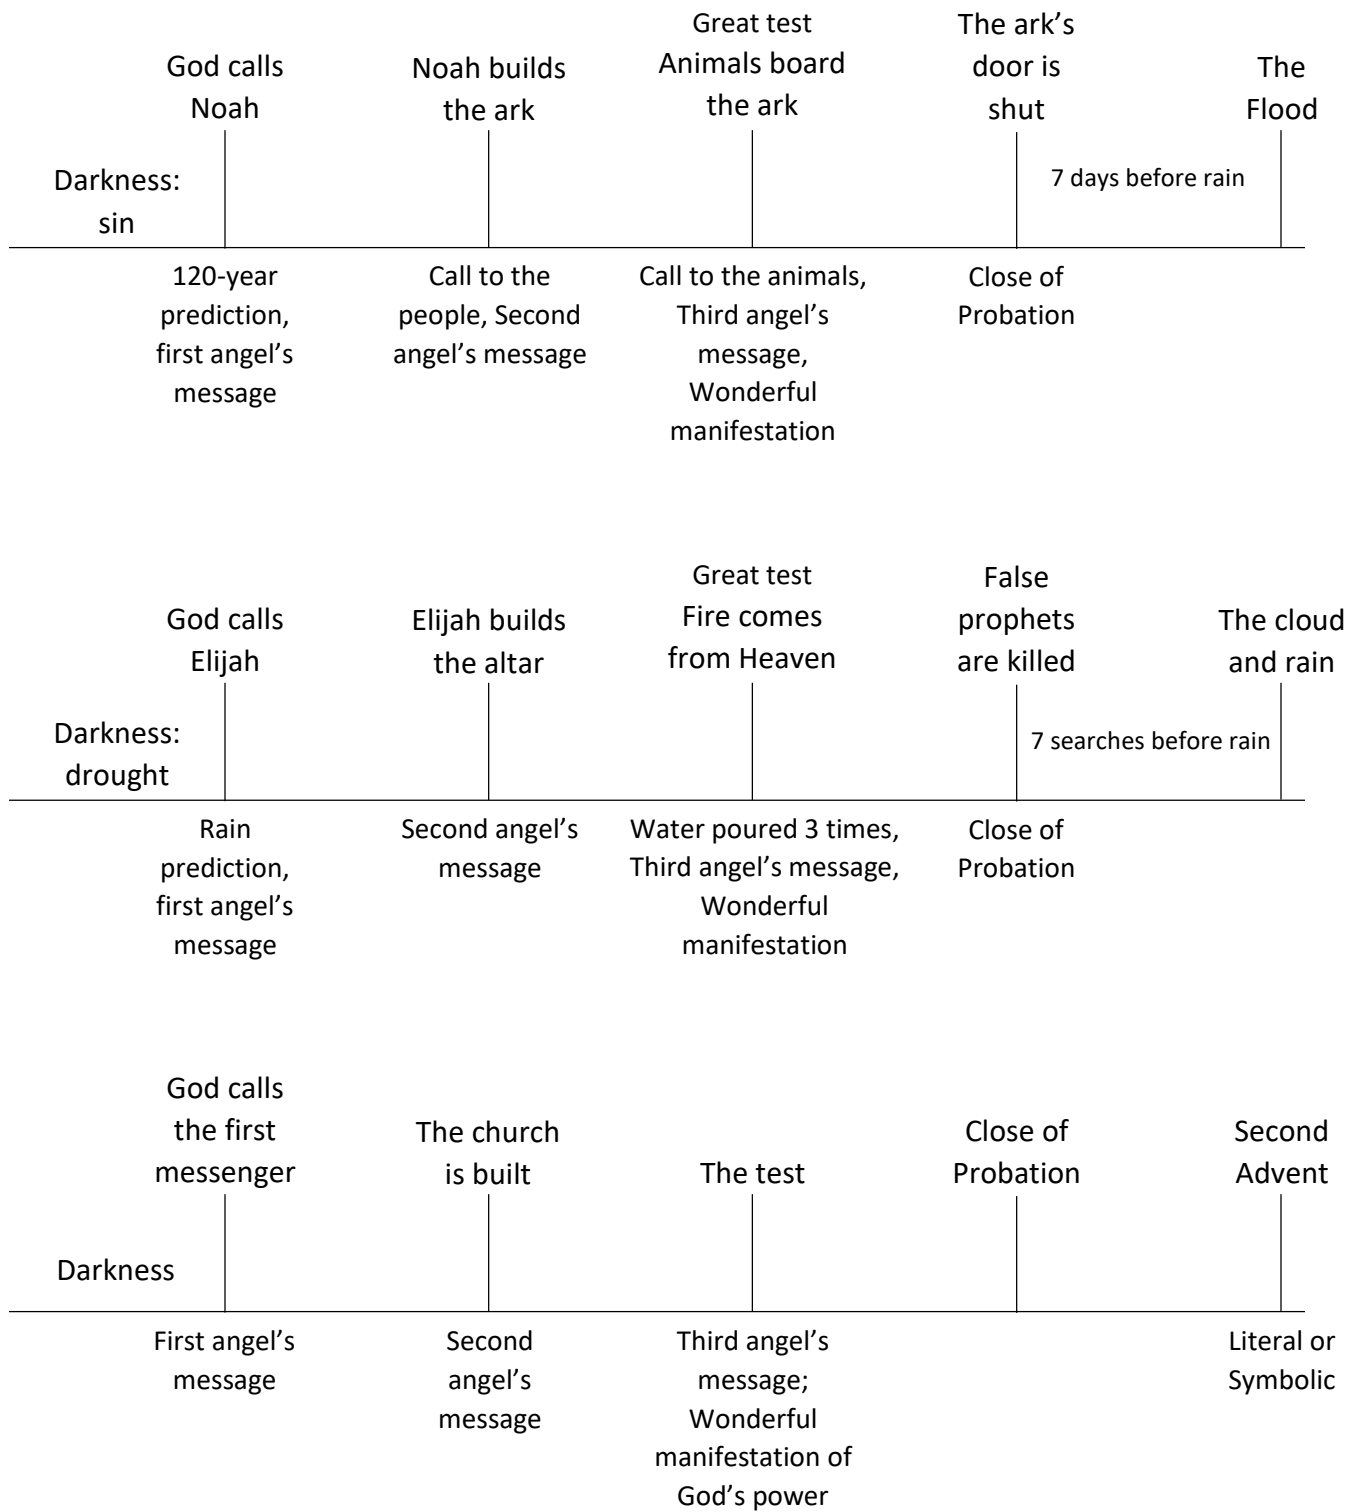 God calls
Noah
Noah builds
the ark
Great test
Animals board
the ark
The ark’s
door is
shut
The
Flood
Darkness:
sin
7 days before rain
120-year
prediction,
first angel’s
message
Call to the
people, Second
angel’s message
Call to the animals,
Third angel’s
message,
Wonderful
manifestation
Close of
Probation
God calls
Elijah
Elijah builds
the altar
Great test
Fire comes
from Heaven
False
prophets
are killed
The cloud
and rain
Darkness:
drought
7 searches before rain
Rain
prediction,
first angel’s
message
Second angel’s
message
Water poured 3 times,
Third angel’s message,
Wonderful
manifestation
Close of
Probation
God calls
the first
messenger
The church
is built
The test
Close of
Probation
Second
Advent
Darkness
First angel’s
message
Second
angel’s
message
Third angel’s
message;
Wonderful
manifestation of
God’s power
Literal or
Symbolic